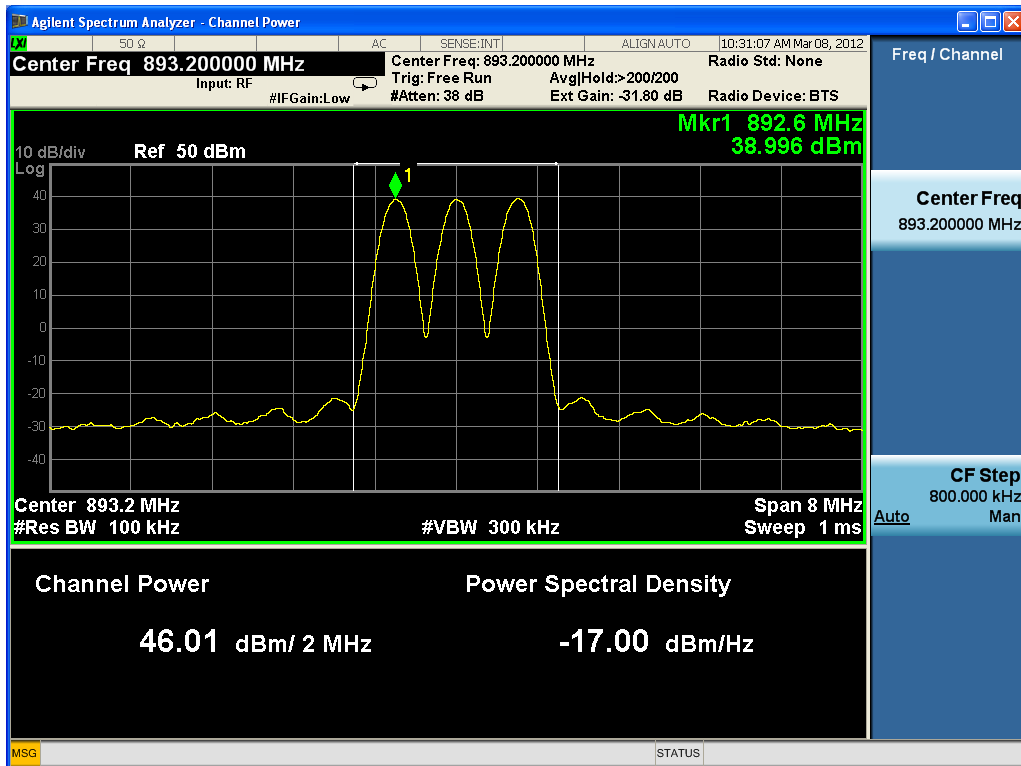 Agilent Spectrum Analyzer - Channel Power
LXI 50 Ω AC SENSE:INT ALIGN AUTO 10:31:07 AM Mar 08, 2012
Center Freq 893.200000 MHz
Input: RF
#IFGain:Low
Center Freq: 893.200000 MHz
Trig: Free Run Avg|Hold:>200/200
#Atten: 38 dB Ext Gain: -31.80 dB
Radio Std: None
Radio Device: BTS
Freq / Channel
Mkr1 892.6 MHz
38.996 dBm
10 dB/div Ref 50 dBm
Log
1
40
30
20
10
0
-10
-20
-30
-40
Center 893.2 MHz Span 8 MHz
#Res BW 100 kHz #VBW 300 kHz Sweep 1 ms
Center Freq
893.200000 MHz
CF Step
800.000 kHz
Auto Man
Channel Power Power Spectral Density
46.01 dBm/ 2 MHz -17.00 dBm/Hz
MSG STATUS